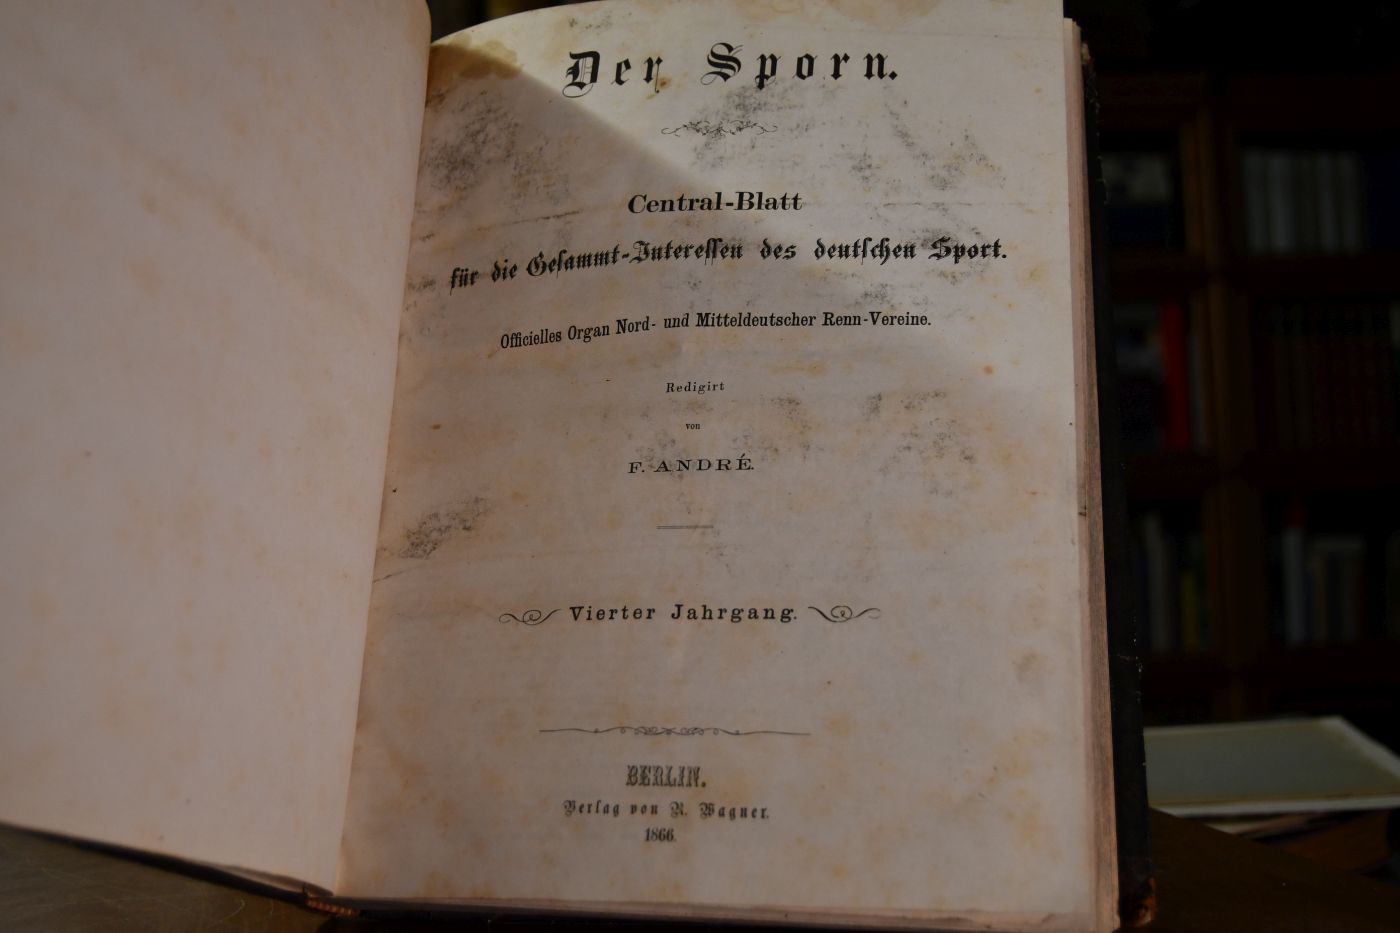 Der Sporn.
Central-Blatt
für die Gesammt-Interessen des deutschen Sport.
Officielles Organ Nord- und Mitteldeutscher Renn-Vereine.
Redigirt
von
F. ANDRÉ.
Vierter Jahrgang.
BERLIN.
Verlag von R. Wagner.
1866.